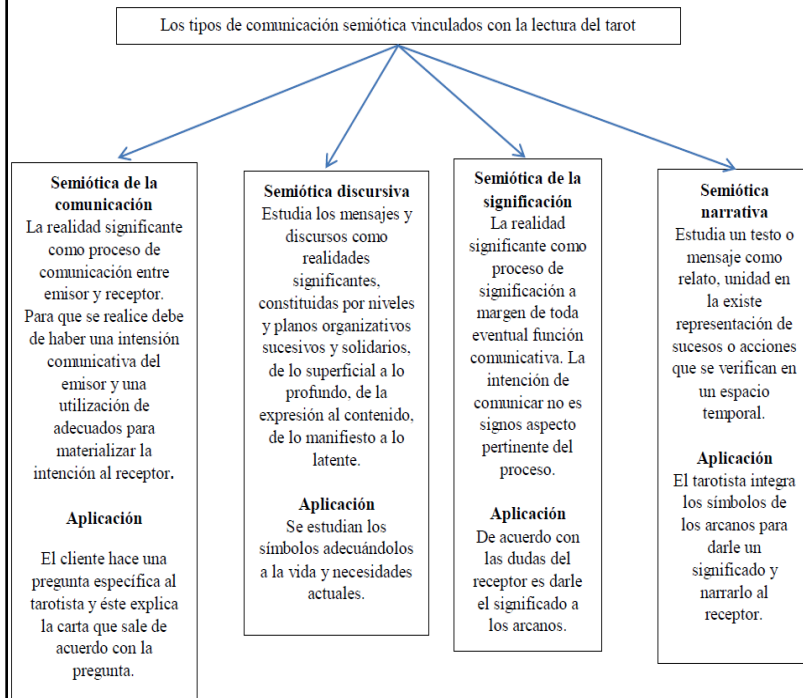 Los tipos de comunicación semiótica vinculados con la lectura del tarot
Semiótica de la
comunicación
La realidad significante
como proceso de
comunicación entre
emisor y receptor.
Para que se realice debe
de haber una intensión
comunicativa del
emisor y una
utilización de
adecuados para
materializar la
intención al receptor.
Aplicación
El cliente hace una
pregunta específica al
tarotista y éste explica
la carta que sale de
acuerdo con la
pregunta.
Semiótica discursiva
Estudia los mensajes y
discursos como
realidades
significantes,
constituidas por niveles
y planos organizativos
sucesivos y solidarios,
de lo superficial a lo
profundo, de la
expresión al contenido,
de lo manifiesto a lo
latente.
Aplicación
Se estudian los
símbolos adecuándolos
a la vida y necesidades
actuales.
Semiótica de la
significación
La realidad
significante como
proceso de
significación a
margen de toda
eventual función
comunicativa. La
intención de
comunicar no es
signos aspecto
pertinente del
proceso.
Aplicación
De acuerdo con
las dudas del
receptor es darle
el significado a
los arcanos.
Semiótica
narrativa
Estudia un testo o
mensaje como
relato, unidad en
la existe
representación de
sucesos o acciones
que se verifican en
un espacio
temporal.
Aplicación
El tarotista integra
los símbolos de
los arcanos para
darle un
significado y
narrarlo al
receptor.